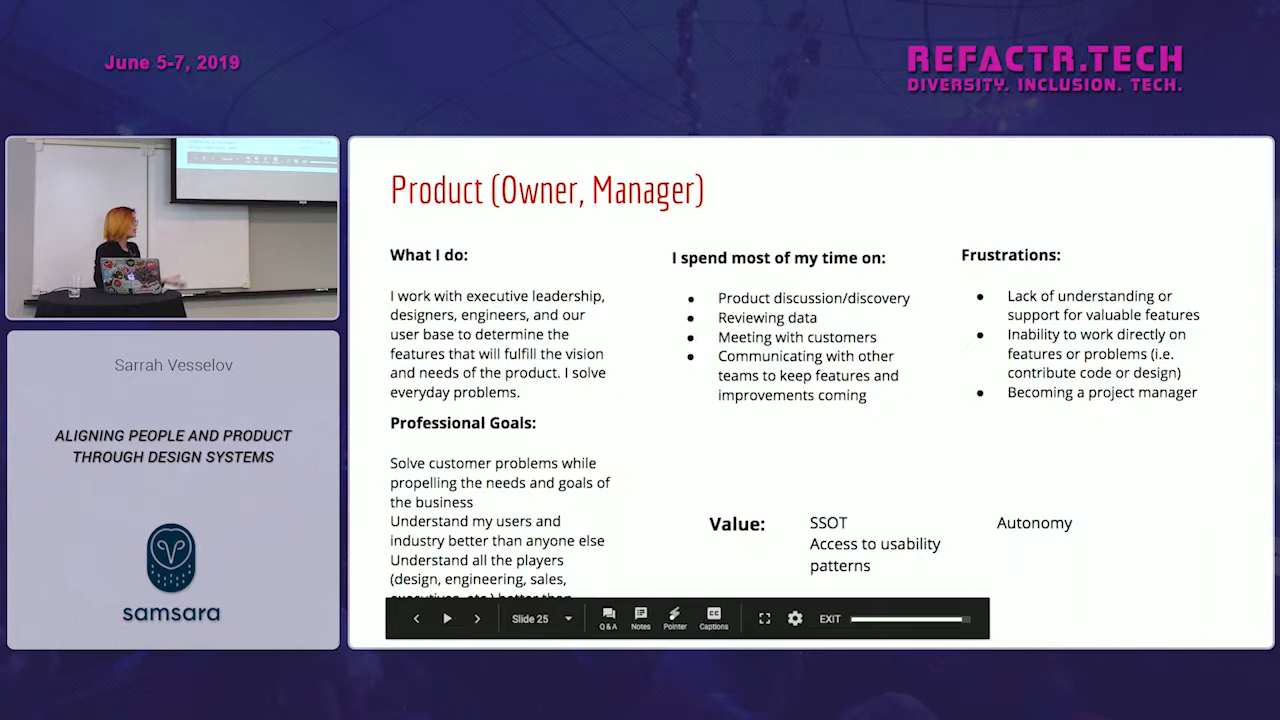 June 5-7, 2019
REFACTR.TECH
DIVERSITY. INCLUSION. TECH.
Sarrah Vesselov
ALIGNING PEOPLE AND PRODUCT
THROUGH DESIGN SYSTEMS
samsara
Product (Owner, Manager)
What I do:
I work with executive leadership,
designers, engineers, and our
user base to determine the
features that will fulfill the vision
and needs of the product. I solve
everyday problems.
Professional Goals:
Solve customer problems while
propelling the needs and goals of
the business
Understand my users and
industry better than anyone else
Understand all the players
(design, engineering, sales,
I spend most of my time on:
Product discussion/discovery
Reviewing data
Meeting with customers
Communicating with other
teams to keep features and
improvements coming
Frustrations:
Lack of understanding or
support for valuable features
Inability to work directly on
features or problems (i.e.
contribute code or design)
Becoming a project manager
Value:
SSOT
Access to usability
patterns
Autonomy
Slide 25
Q & A
Notes
Pointer
Captions
EXIT